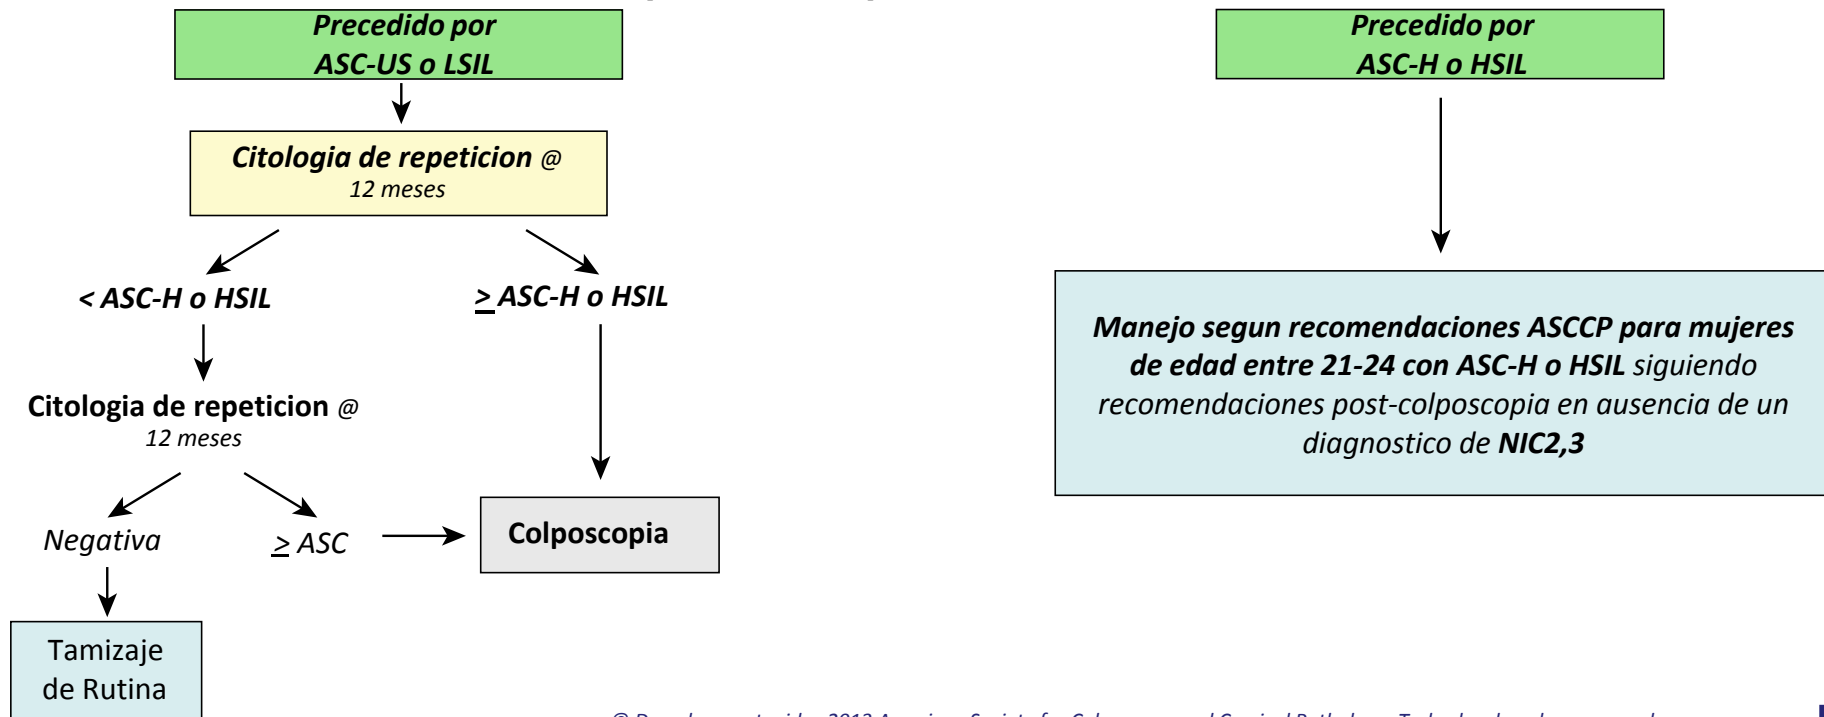 Precedido por
ASC-US o LSIL
Precedido por
ASC-H o HSIL
Citologia de repeticion @
12 meses
< ASC-H o HSIL
≥ ASC-H o HSIL
Manejo segun recomendaciones ASCCP para mujeres
de edad entre 21-24 con ASC-H o HSIL siguiendo
recomendaciones post-colposcopia en ausencia de un
diagnostico de NIC2,3
Citologia de repeticion @
12 meses
Negativa
≥ ASC
Colposcopia
Tamizaje
de Rutina